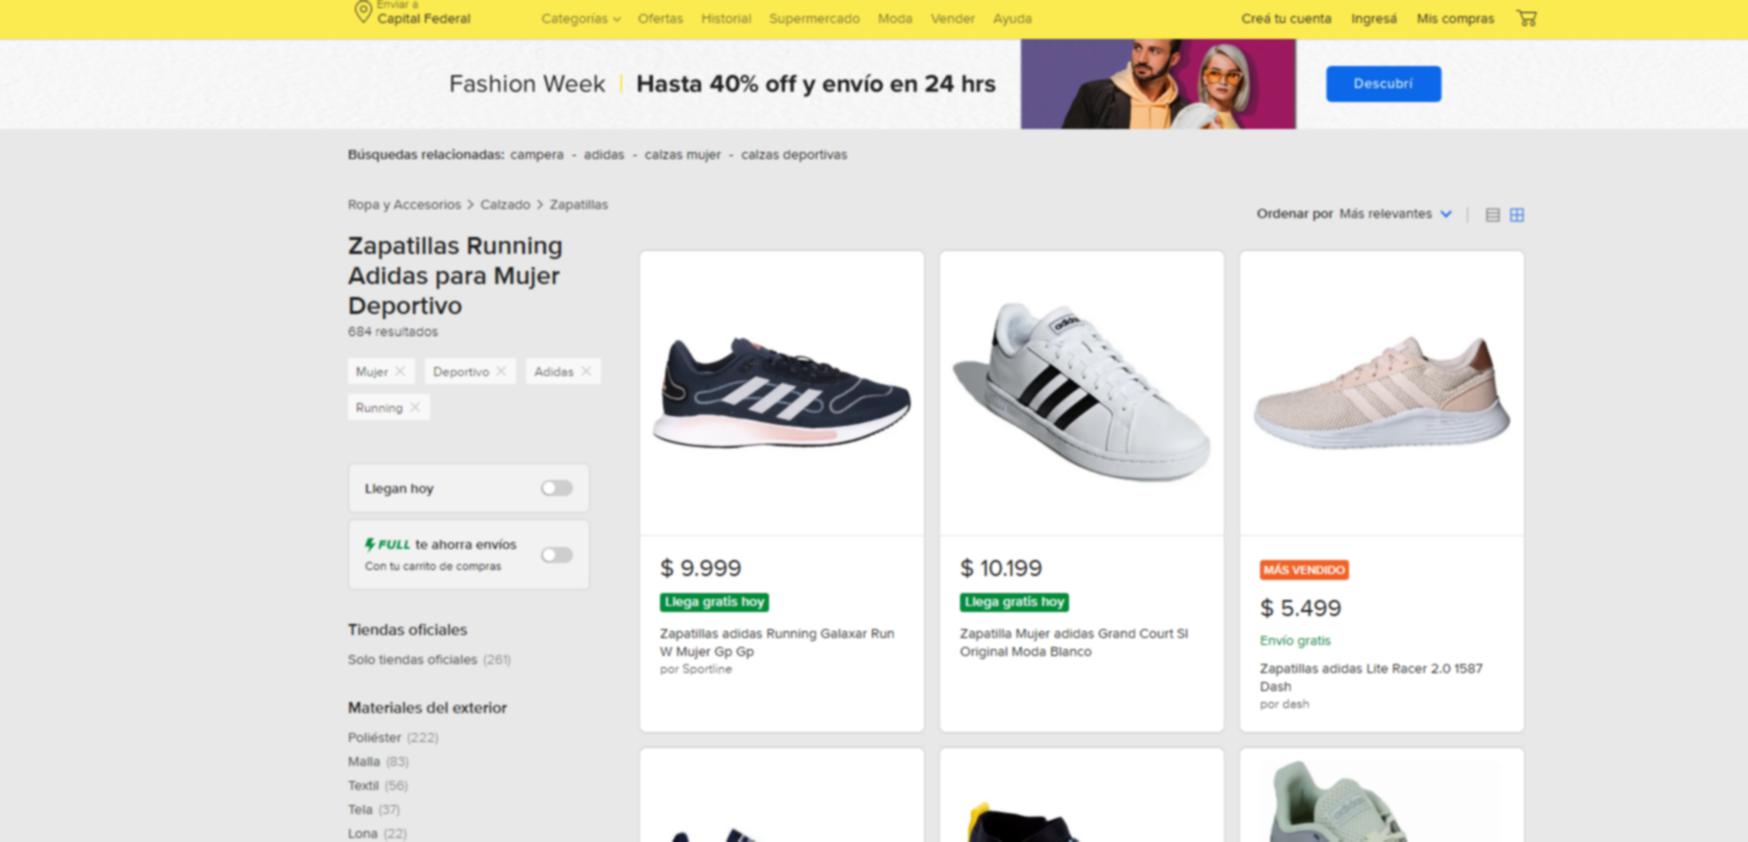 Enviar a
Capital Federal
Categorías
Ofertas
Historial
Supermercado
Moda
Vender
Ayuda
Creá tu cuenta
Ingresá
Mis compras
Fashion Week | Hasta 40% off y envío en 24 hrs
Descubrí
Búsquedas relacionadas: campera - adidas - calzas mujer - calzas deportivas
Ropa y Accesorios > Calzado > Zapatillas
Ordenar por Más relevantes
Zapatillas Running
Adidas para Mujer
Deportivo
684 resultados
Mujer
Deportivo
Adidas
Running
Llegan hoy
FULL te ahorra envíos
Con tu carrito de compras
Tiendas oficiales
Solo tiendas oficiales (261)
Materiales del exterior
Poliéster (222)
Malla (83)
Textil (56)
Tela (37)
Lona (22)
$ 9.999
Llega gratis hoy
Zapatillas adidas Running Galaxar Run
W Mujer Gp Gp
por Sportline
adidas
$ 10.199
Llega gratis hoy
Zapatilla Mujer adidas Grand Court Sl
Original Moda Blanco
MÁS VENDIDO
$ 5.499
Envío gratis
Zapatillas adidas Lite Racer 2.0 1587
Dash
por dash
adidas